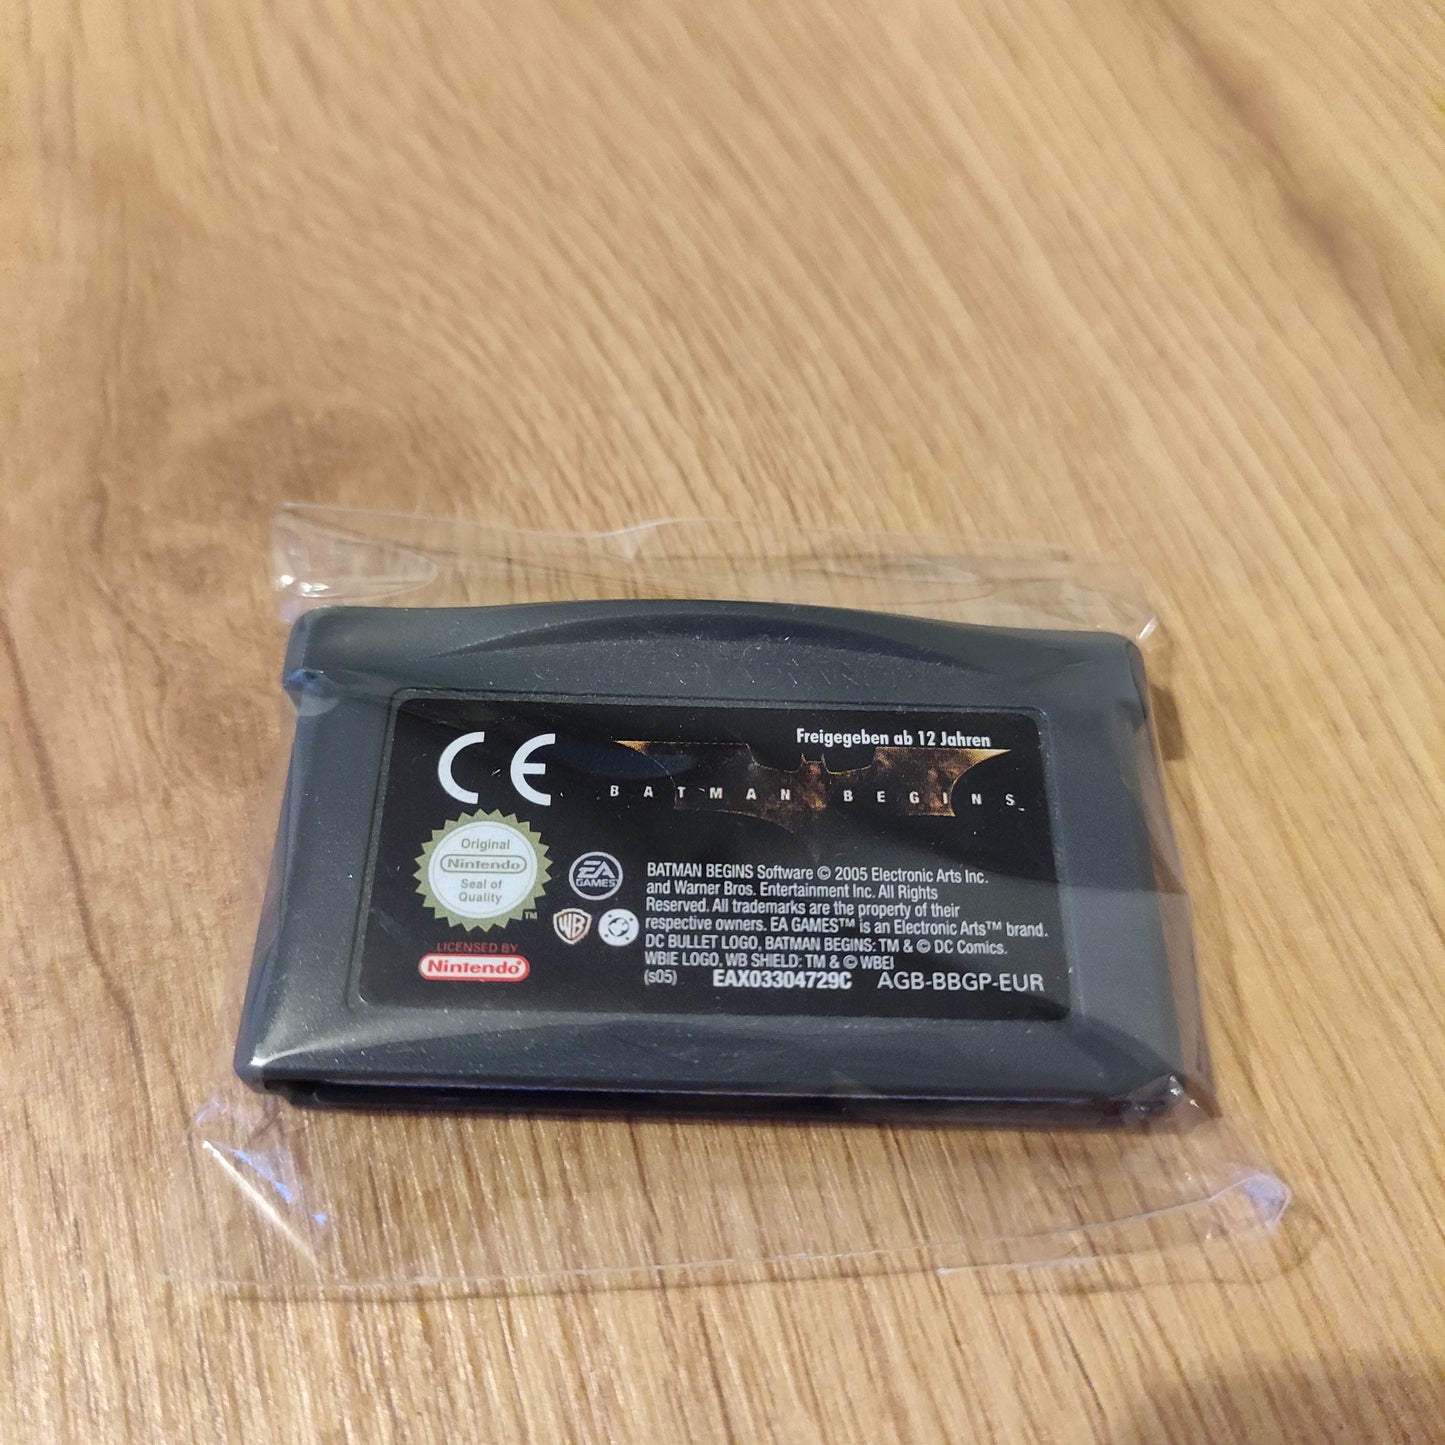 GAME BOY ADVANCE
Freigegeben ab 12 Jahren
CE
BATMAN BEGINS
Original
Nintendo
Seal of
Quality
TM
EA
GAMES
WB
LICENSED BY
Nintendo
BATMAN BEGINS Software © 2005 Electronic Arts Inc.
and Warner Bros. Entertainment Inc. All Rights
Reserved. All trademarks are the property of their
respective owners. EA GAMES™ is an Electronic Arts™ brand.
DC BULLET LOGO, BATMAN BEGINS: TM & © DC Comics.
WBIE LOGO, WB SHIELD: TM & © WBEI
(s05) EAX03304729C AGB-BBGP-EUR